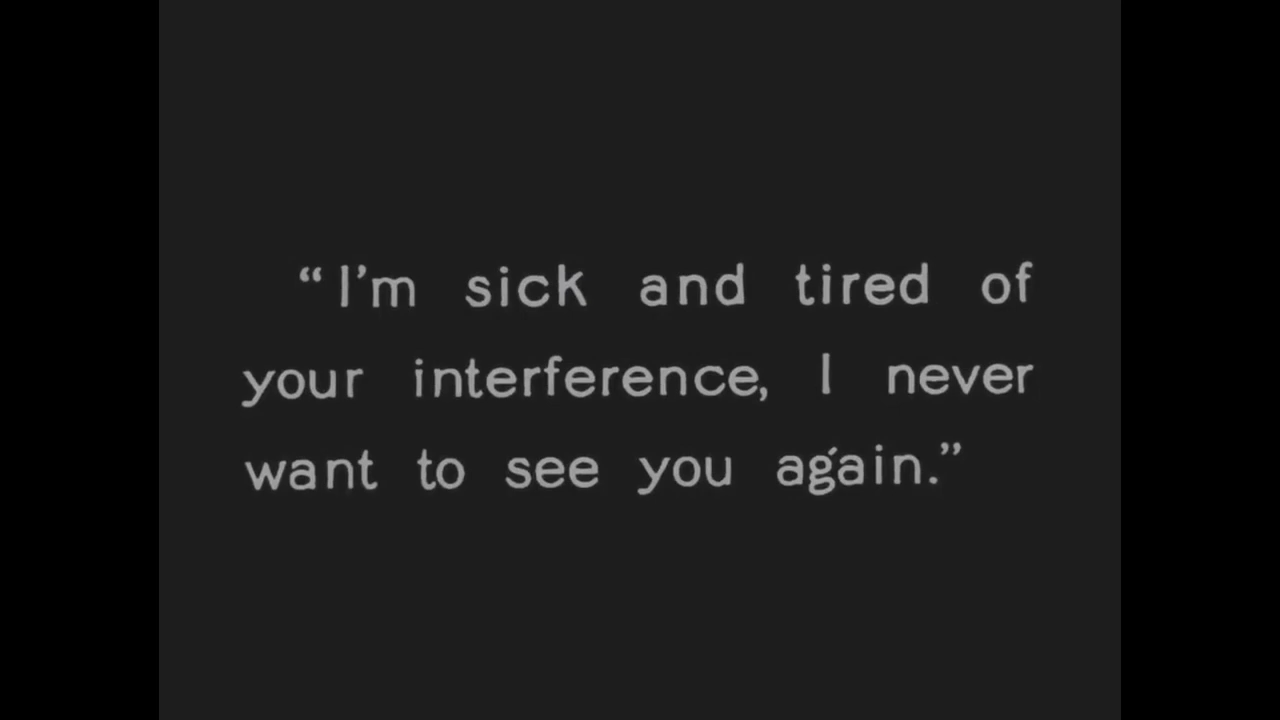 “I’m sick and tired of
your interference, I never
want to see you again.”